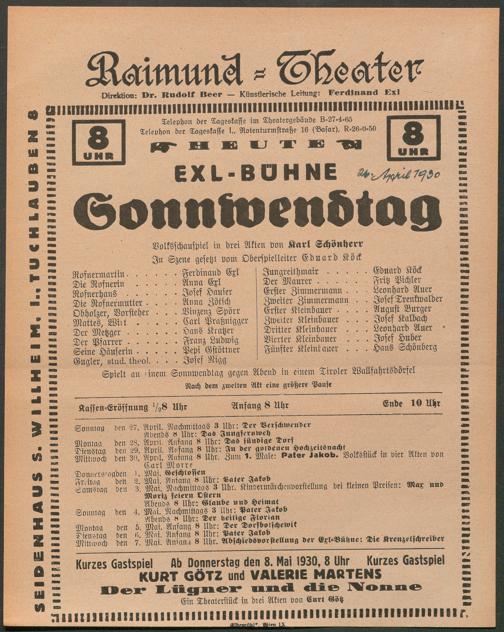 Raimund-Theater
Direktion: Dr. Rudolf Beer — Künstlerische Leitung: Ferdinand Exl
Telephon der Tageskasse im Theatergebäude B-27-4-65
Telephon der Tageskasse I., Rotenturmstraße 16 (Basar), R-26-0-50
8 UHR
HEUTE
8 UHR
EXL-BÜHNE
26. April 1930
Sonnwendtag
Volksschauspiel in drei Akten von Karl Schönherr
In Szene gesetzt vom Oberspielleiter Eduard Köck
Rofnermartin . . . . . . Ferdinand Exl
Die Rofnerin . . . . . . Anna Exl
Rofnerhans . . . . . . Josef Hauser
Die Rofnermutter . . . . Anna Zötsch
Obholzer, Vorsteher . . . Vinzenz Spörr
Mattes, Wirt . . . . . . Carl Praxnigger
Der Metzger . . . . . . Hans Kratzer
Der Pfarrer . . . . . . Franz Ludwig
Seine Häuserin . . . . . Pepi Gstöttner
Gugler, stud. theol. . . . Josef Nigg
Jungreithmair . . . . . Eduard Köck
Der Maurer . . . . . . Fritz Pichler
Erster Zimmermann . . . Leonhard Auer
Zweiter Zimmermann . . Josef Trenkwalder
Erster Kleinbauer . . . . August Burger
Zweiter Kleinbauer . . . Josef Kalbach
Dritter Kleinbauer . . . Leonhard Auer
Vierter Kleinbauer . . . Josef Huber
Fünfter Kleinbauer . . . Hans Schönberg
Spielt an einem Sonnwendtag gegen Abend in einem Tiroler Wallfahrtsdörfel
Nach dem zweiten Akt eine größere Pause
Kassen-Eröffnung ½8 Uhr Anfang 8 Uhr Ende 10 Uhr
Sonntag den 27. April. Nachmittags 3 Uhr: Der Verschwender
Abends 8 Uhr: Das Jungfernweh
Montag den 28. April. Anfang 8 Uhr: Das sündige Dorf
Dienstag den 29. April. Anfang 8 Uhr: In der goldenen Hochzeitsnacht
Mittwoch den 30. April. Anfang 8 Uhr. Zum 1. Male: Pater Jakob. Volksstück in vier Akten von
Carl Morre
Donnerstag den 1. Mai. Geschlossen
Freitag den 2. Mai. Anfang 8 Uhr: Pater Jakob
Samstag den 3. Mai. Nachmittags 3 Uhr: Kindermärchenvorstellung bei kleinen Preisen: Max und
Moritz feiern Ostern
Abends 8 Uhr: Glaube und Heimat
Sonntag den 4. Mai. Nachmittags 3 Uhr: Pater Jakob
Abends 8 Uhr: Der heilige Florian
Montag den 5. Mai. Anfang 8 Uhr: Der Dorfbolschewik
Dienstag den 6. Mai. Anfang 8 Uhr: Pater Jakob
Mittwoch den 7. Mai. Anfang 8 Uhr: Abschiedsvorstellung der Exl-Bühne: Die Kreuzelschreiber
Kurzes Gastspiel Ab Donnerstag den 8. Mai 1930, 8 Uhr Kurzes Gastspiel
KURT GÖTZ und VALERIE MARTENS
Der Lügner und die Nonne
Ein Theaterstück in drei Akten von Curt Götz
SEIDENHAUS S. WILLHEIM, I., TUCHLAUBEN 8